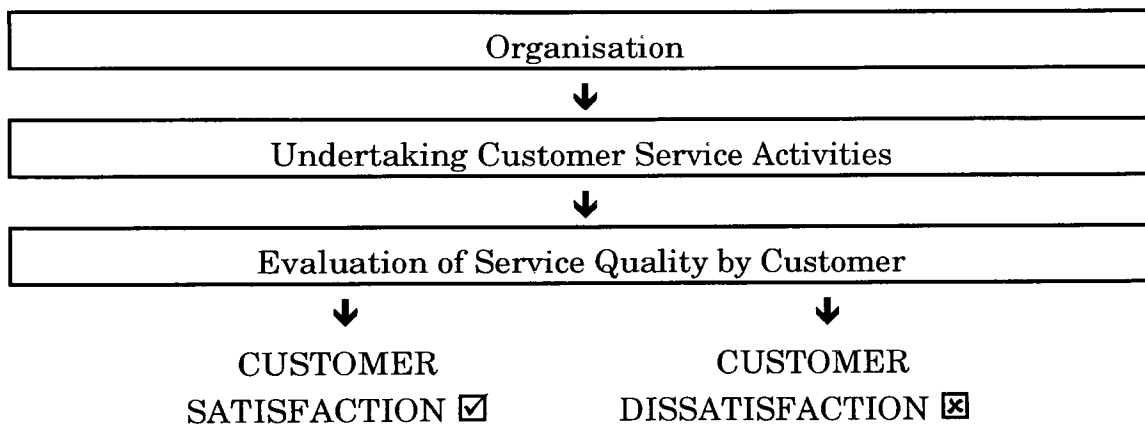 Organisation
Undertaking Customer Service Activities
Evaluation of Service Quality by Customer
CUSTOMER
SATISFACTION ☑
CUSTOMER
DISSATISFACTION ☒